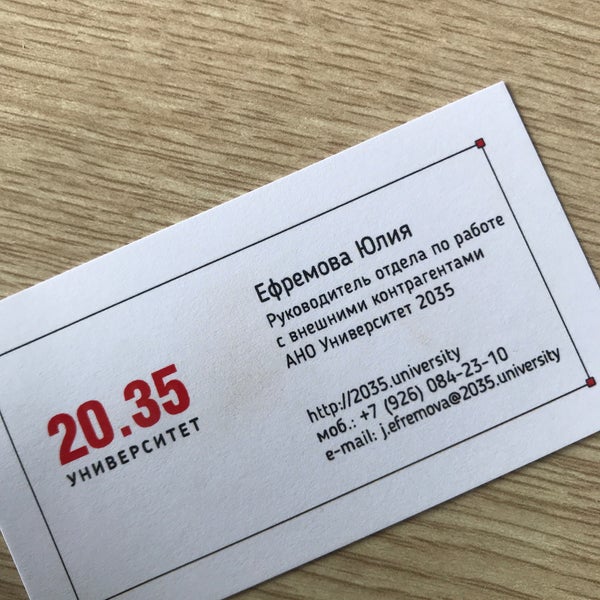 Ефремова Юлия
Руководитель отдела по работе
с внешними контрагентами
АНО Университет 2035
http://2035.university
моб.: +7 (926) 084-23-10
e-mail: j.efremova@2035.university
20.35
УНИВЕРСИТЕТ